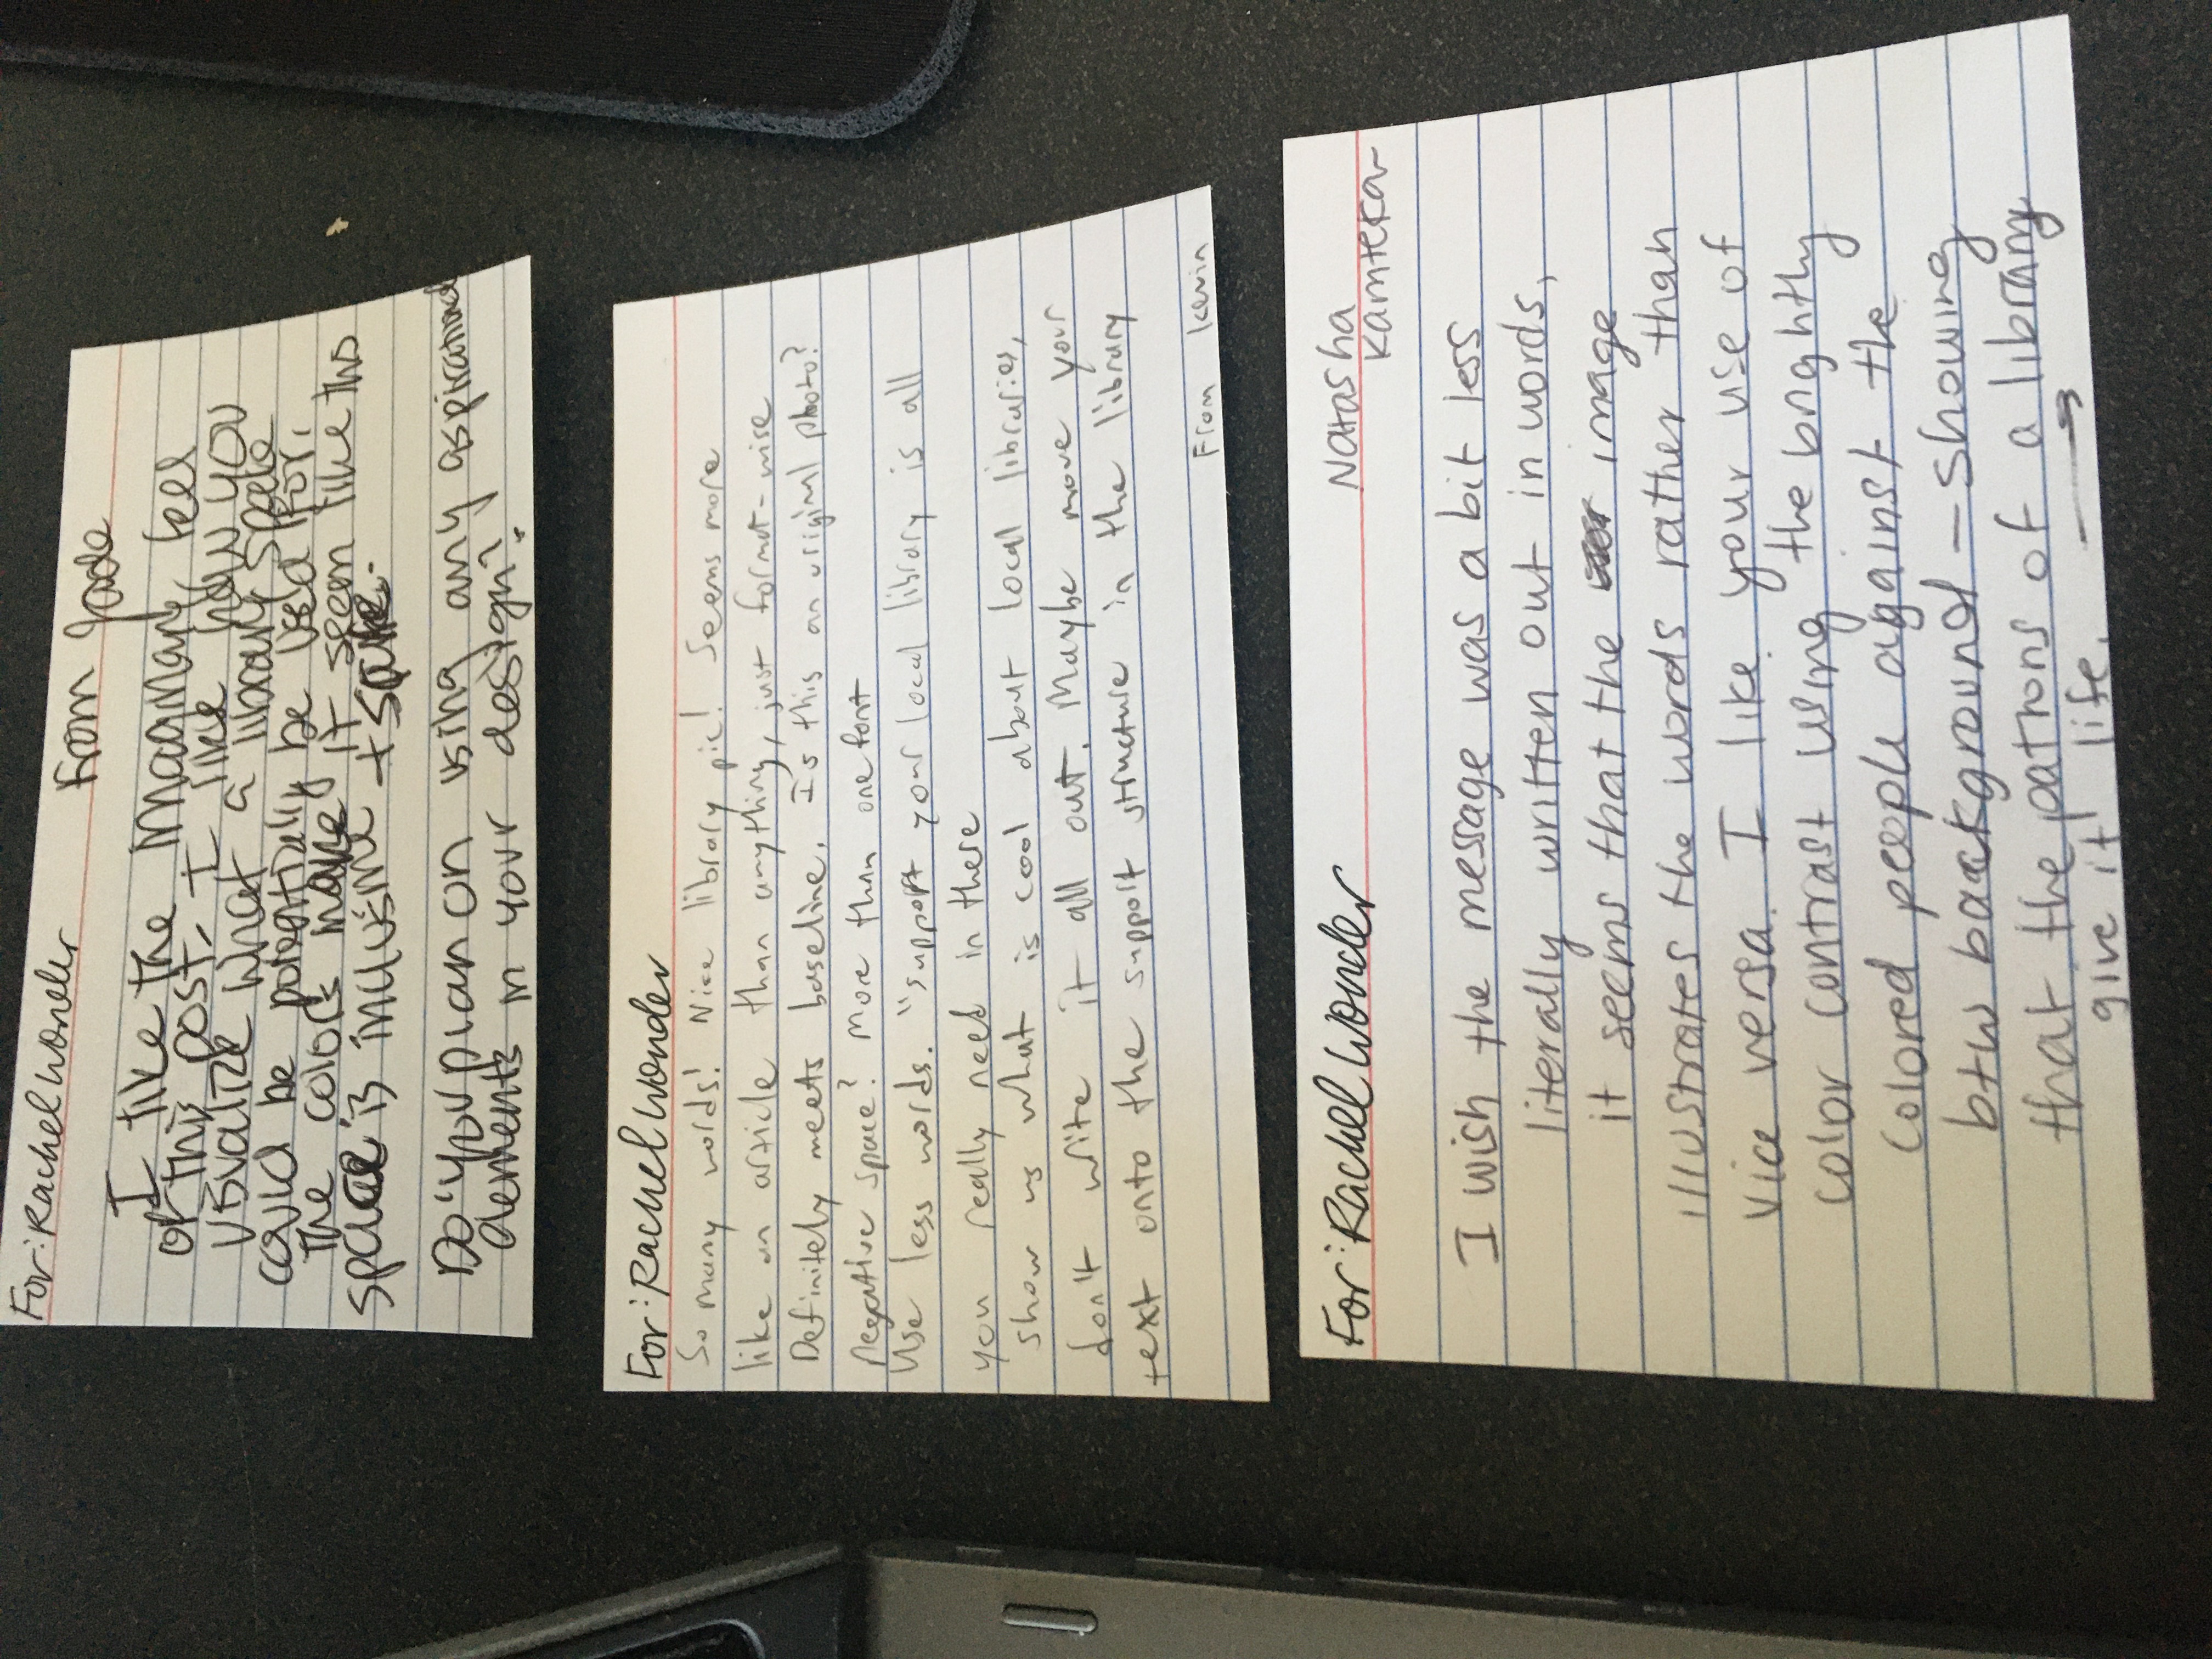 For: Rachel Wonder
From Jade
I like the imaginary feel
of this post. I like how you
visualize what a library space
could be potentially be used for.
The colors make it seem like this
space is inclusive + safe.
Do you plan on using any aspirational
elements in your design?
For: Rachel Wonder
So many words! Nice library pic! Seems more
like an article than anything, just format-wise
Definitely meets baseline. Is this an original photo?
negative space? More than one font
Use less words. "support your local library is all
you really need in there
show us what is cool about local libraries,
don't write it all out. Maybe move your
text onto the support structure in the library
From Kevin
For: Rachel Wonder
Natasha
Kamtekar
I wish the message was a bit less
literally written out in words,
it seems that the image
illustrates the words rather than
vice versa. I like your use of
color contrast using the brightly
colored people against the
b+w background – showing
that the patrons of a library
give it life. →